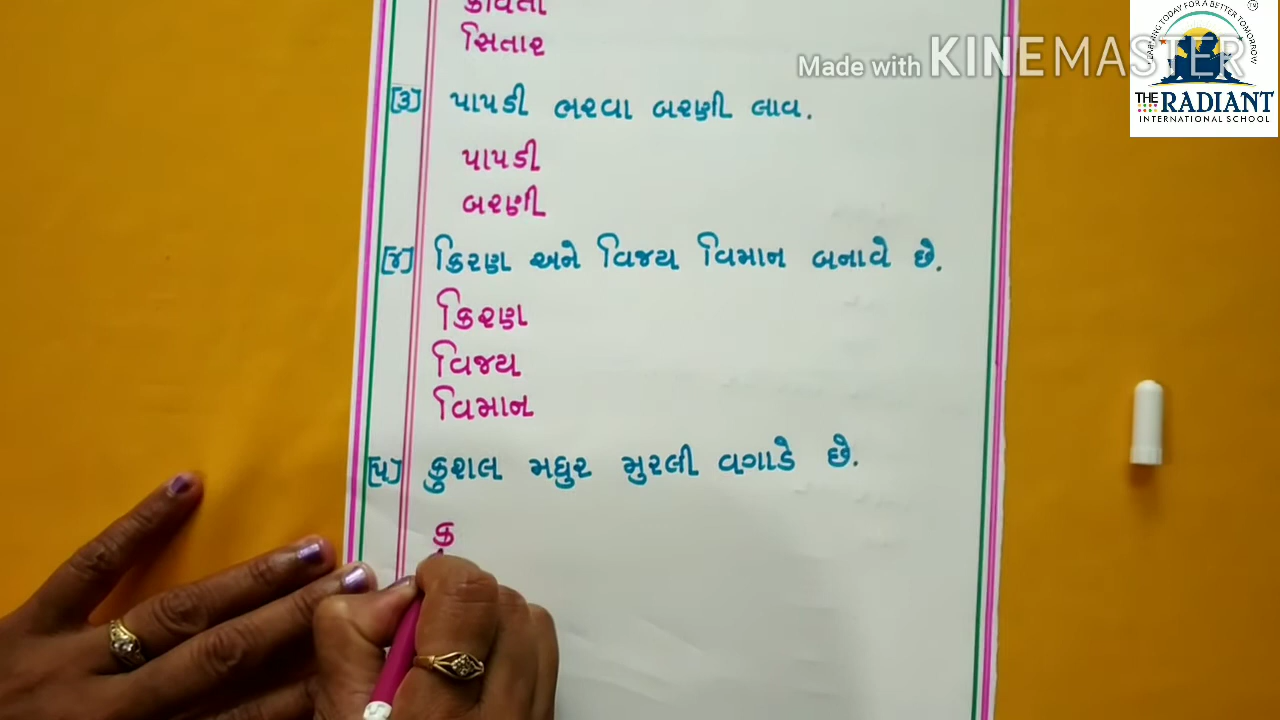 કવિતા
સિતાર
Made with KINEMASTER
THE RADIANT
INTERNATIONAL SCHOOL
[૩] પાપડી ભરવા બરણી લાવ.
પાપડી
બરણી
[૪] કિરણ અને વિજય વિમાન બનાવે છે.
કિરણ
વિજય
વિમાન
[૫] કુશલ મધુર મુરલી વગાડે છે.
કુ